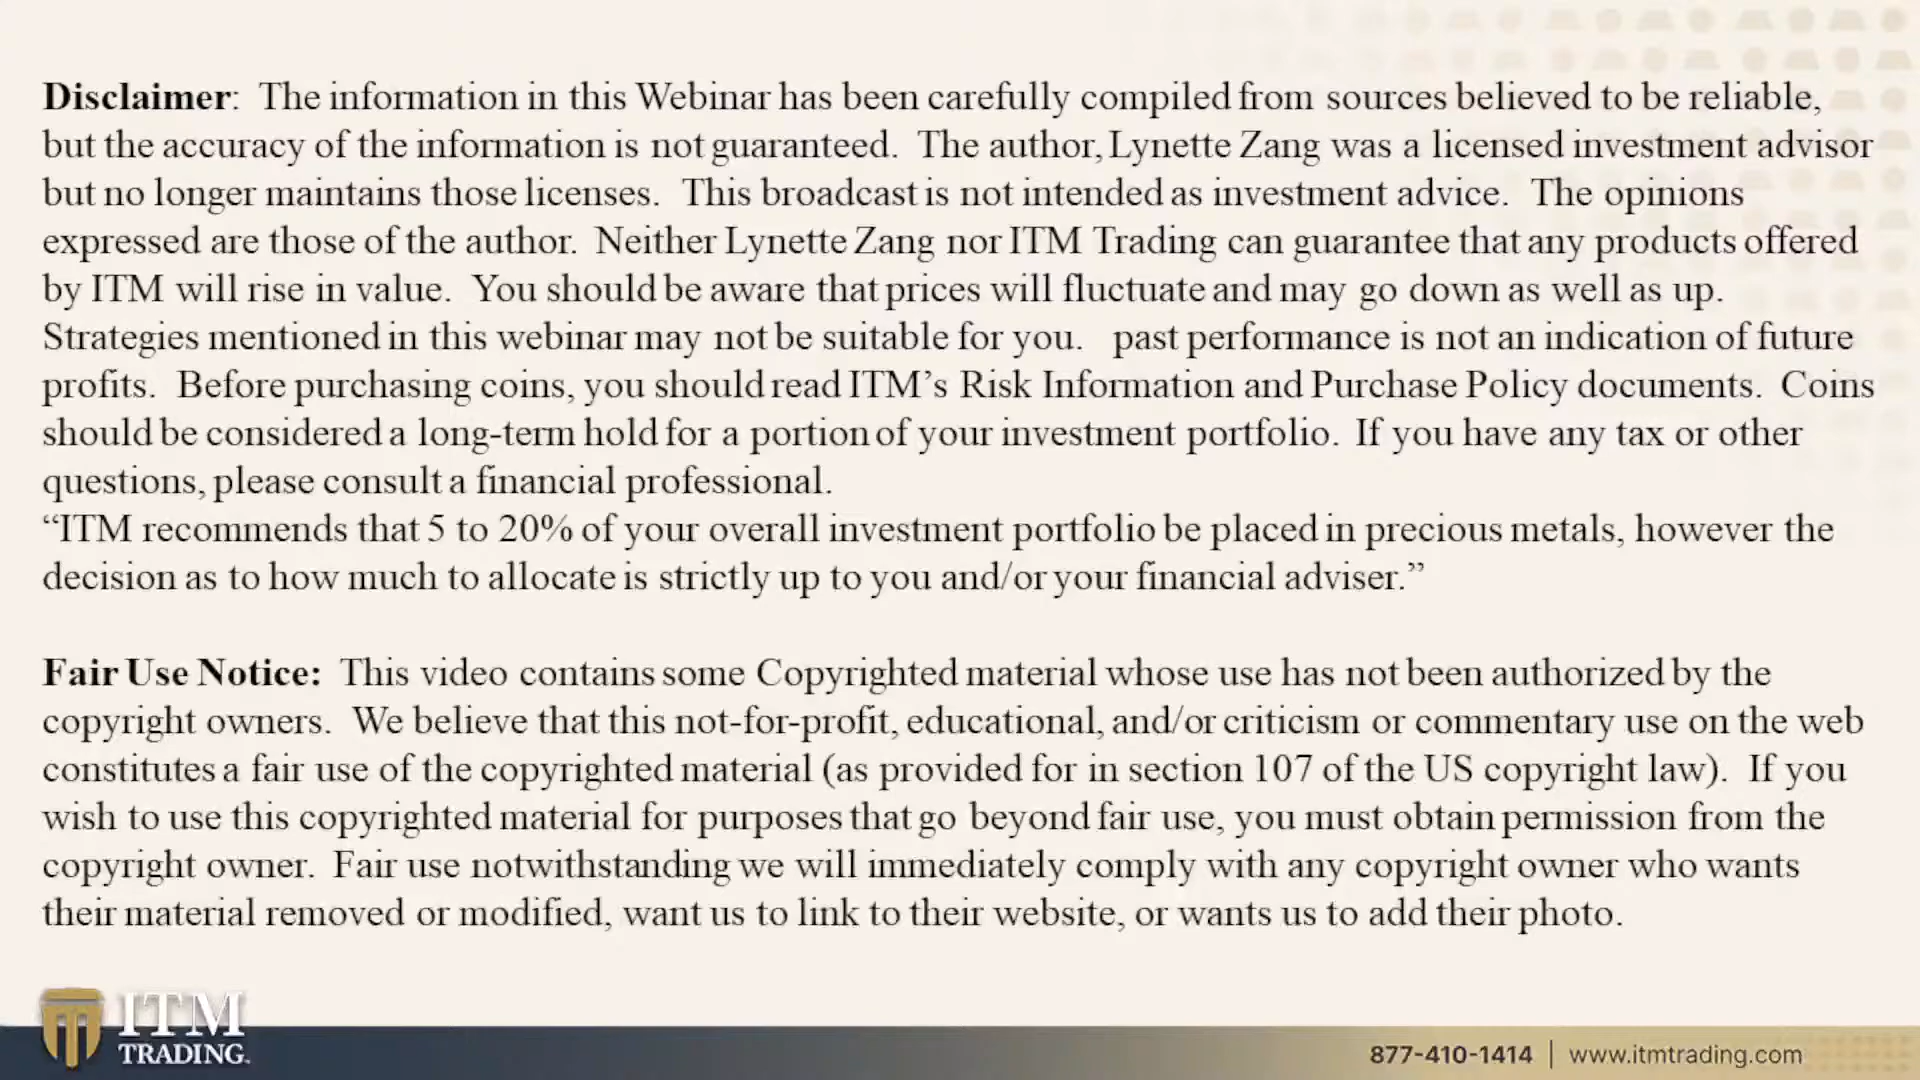 Disclaimer:  The information in this Webinar has been carefully compiled from sources believed to be reliable,
but the accuracy of the information is not guaranteed.  The author, Lynette Zang was a licensed investment advisor
but no longer maintains those licenses.  This broadcast is not intended as investment advice.  The opinions
expressed are those of the author.  Neither Lynette Zang nor ITM Trading can guarantee that any products offered
by ITM will rise in value.  You should be aware that prices will fluctuate and may go down as well as up.
Strategies mentioned in this webinar may not be suitable for you.   past performance is not an indication of future
profits.  Before purchasing coins, you should read ITM’s Risk Information and Purchase Policy documents.  Coins
should be considered a long-term hold for a portion of your investment portfolio.  If you have any tax or other
questions, please consult a financial professional.
“ITM recommends that 5 to 20% of your overall investment portfolio be placed in precious metals, however the
decision as to how much to allocate is strictly up to you and/or your financial adviser.”
Fair Use Notice:  This video contains some Copyrighted material whose use has not been authorized by the
copyright owners.  We believe that this not-for-profit, educational, and/or criticism or commentary use on the web
constitutes a fair use of the copyrighted material (as provided for in section 107 of the US copyright law).  If you
wish to use this copyrighted material for purposes that go beyond fair use, you must obtain permission from the
copyright owner.  Fair use notwithstanding we will immediately comply with any copyright owner who wants
their material removed or modified, want us to link to their website, or wants us to add their photo.
ITM
TRADING.
877-410-1414 | www.itmtrading.com